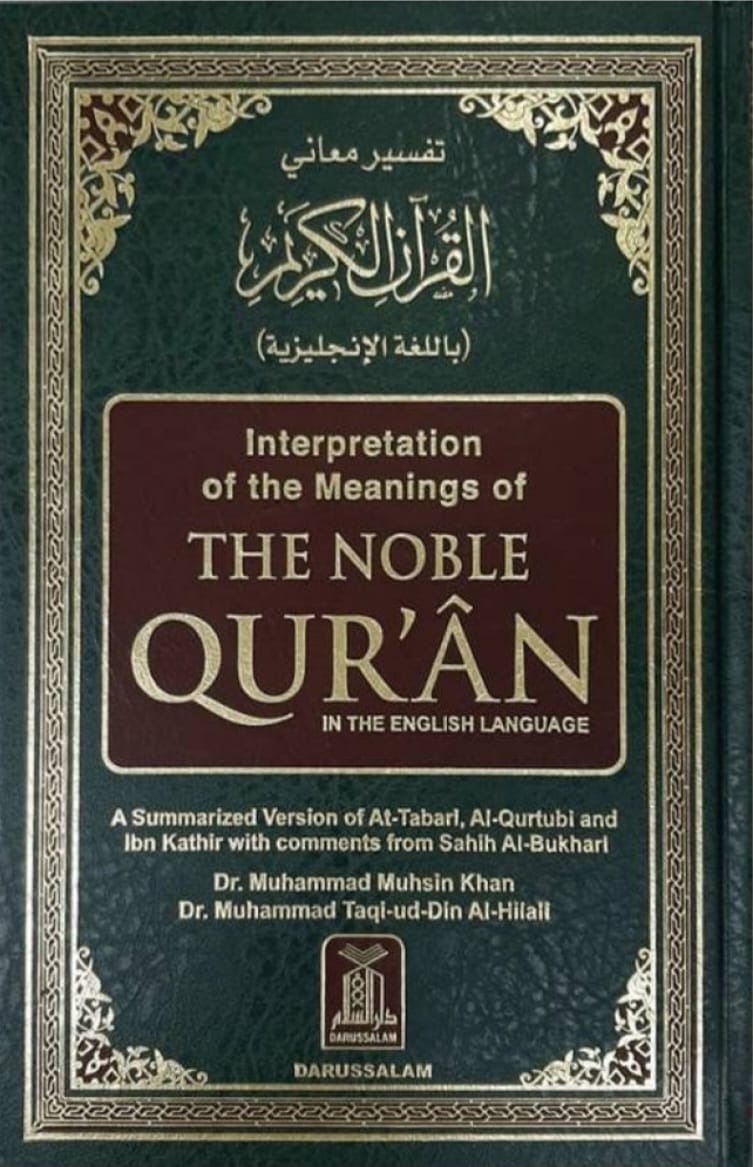 تفسير معاني
القرآن الكريم
(باللغة الإنجليزية)
Interpretation
of the Meanings of
THE NOBLE
QUR'ÂN
IN THE ENGLISH LANGUAGE
A Summarized Version of At-Tabari, Al-Qurtubi and
Ibn Kathir with comments from Sahih Al-Bukhari
Dr. Muhammad Muhsin Khan
Dr. Muhammad Taqi-ud-Din Al-Hilali
دارالسلام
DARUSSALAM
DARUSSALAM